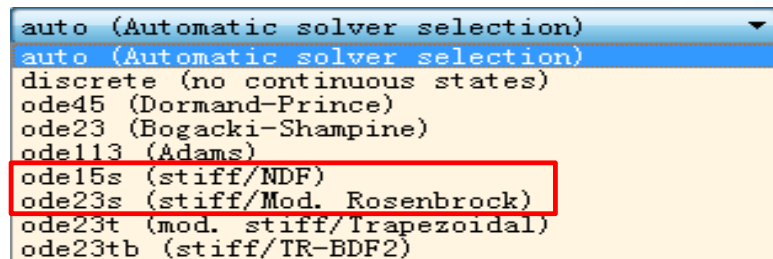 auto (Automatic solver selection)
auto (Automatic solver selection)
discrete (no continuous states)
ode45 (Dormand-Prince)
ode23 (Bogacki-Shampine)
ode113 (Adams)
ode15s (stiff/NDF)
ode23s (stiff/Mod. Rosenbrock)
ode23t (mod. stiff/Trapezoidal)
ode23tb (stiff/TR-BDF2)